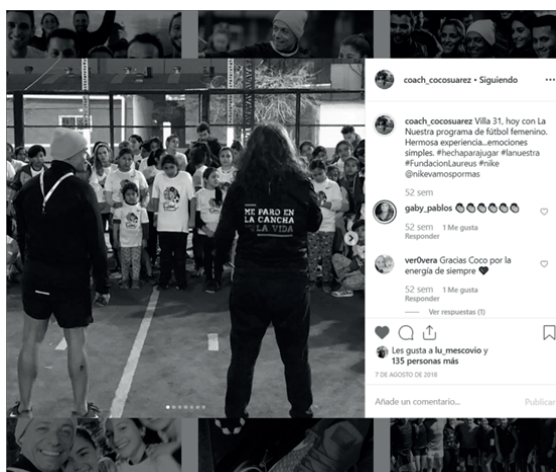 ME PARO EN
LA CANCHA
LA VIDA
coach_cocosuarez • Siguiendo
coach_cocosuarez Villa 31, hoy con La
Nuestra programa de fútbol femenino.
Hermosa experiencia...emociones
simples. #hechaparajugar #lanuestra
#FundacionLaureus #nike
@nikevamospormas
52 sem
gaby_pablos 👏👏👏👏👏👏
52 sem 1 Me gusta
Responder
ver0vera Gracias Coco por la
energía de siempre 🖤
52 sem 1 Me gusta
Responder
Ver respuestas (1)
Les gusta a lu_mescovio y
135 personas más
7 DE AGOSTO DE 2018
Añade un comentario... Publicar